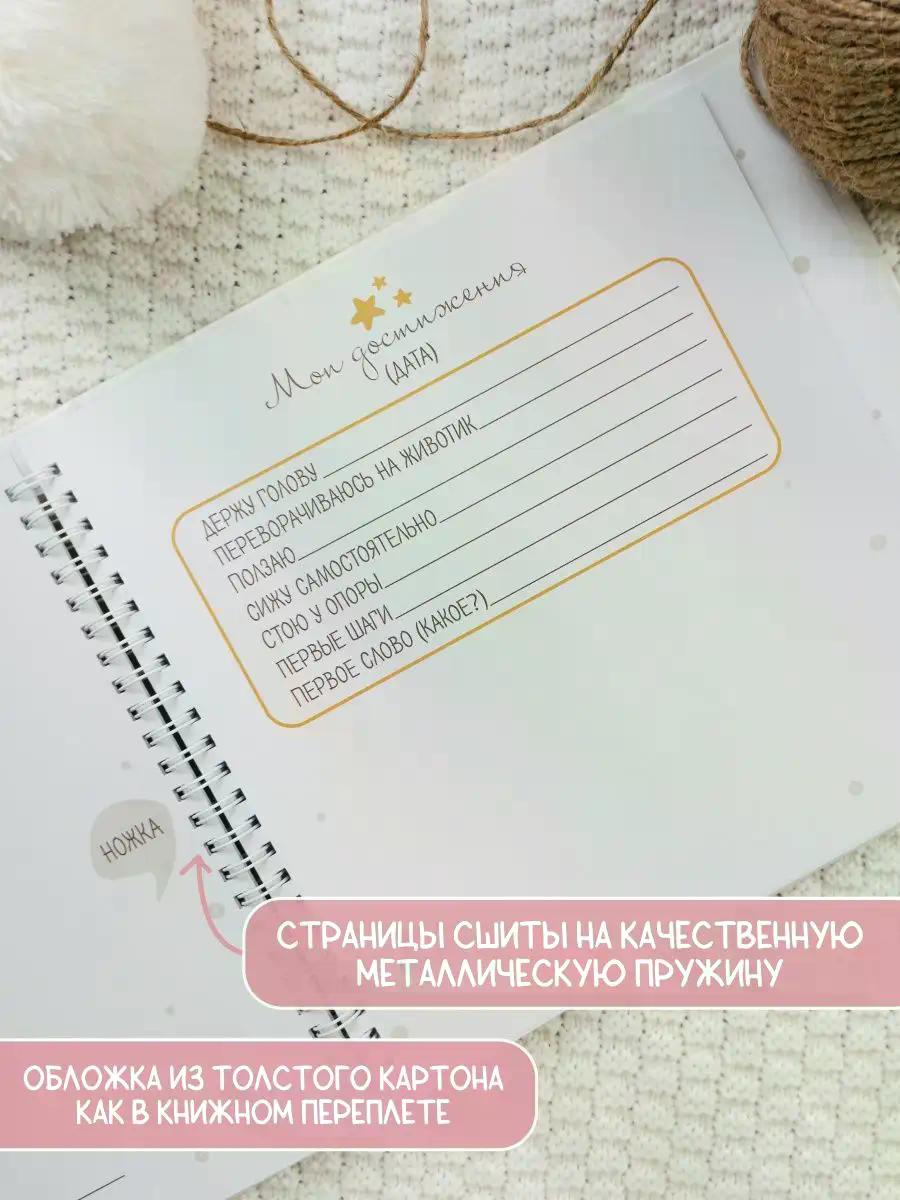 Мои достижения
(ДАТА)
ДЕРЖУ ГОЛОВУ
ПЕРЕВОРАЧИВАЮСЬ НА ЖИВОТИК
ПОЛЗАЮ
СИЖУ САМОСТОЯТЕЛЬНО
СТОЮ У ОПОРЫ
ПЕРВЫЕ ШАГИ
ПЕРВОЕ СЛОВО (КАКОЕ?)
НОЖКА
СТРАНИЦЫ СШИТЫ НА КАЧЕСТВЕННУЮ
МЕТАЛЛИЧЕСКУЮ ПРУЖИНУ
ОБЛОЖКА ИЗ ТОЛСТОГО КАРТОНА
КАК В КНИЖНОМ ПЕРЕПЛЕТЕ